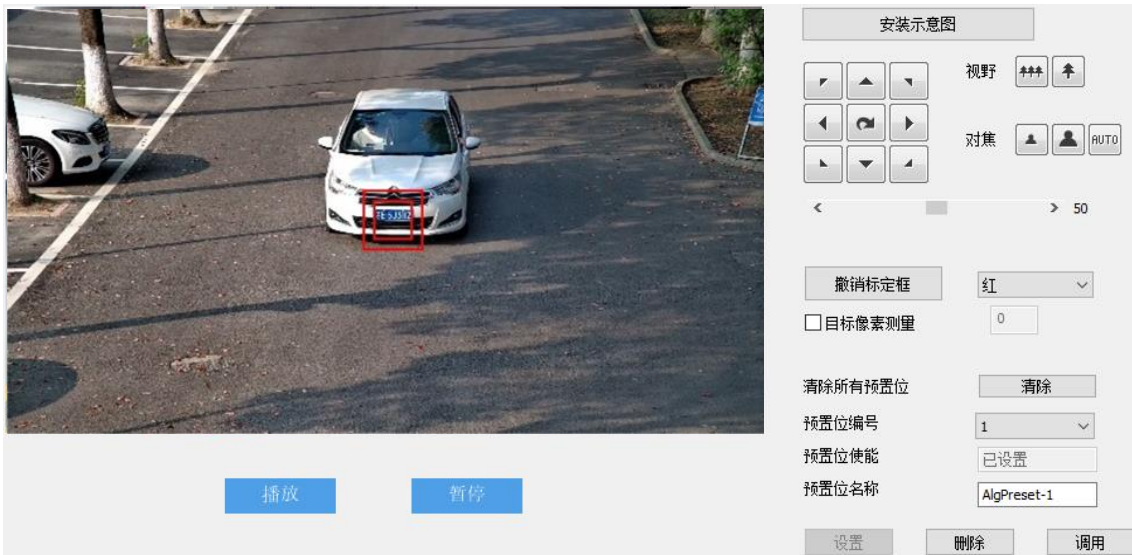 安装示意图
视野
对焦
AUTO
50
撤销标定框
红
目标像素测量
0
清除所有预置位
清除
预置位编号
1
预置位使能
已设置
预置位名称
AlgPreset-1
播放
暂停
设置
删除
调用